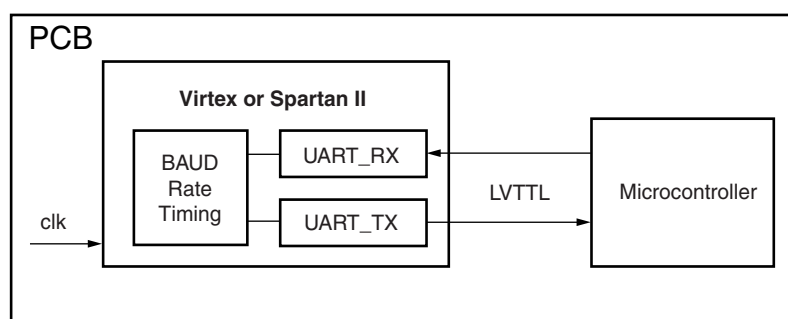 PCB
Virtex or Spartan II
BAUD
Rate
Timing
UART_RX
UART_TX
LVTTL
Microcontroller
clk